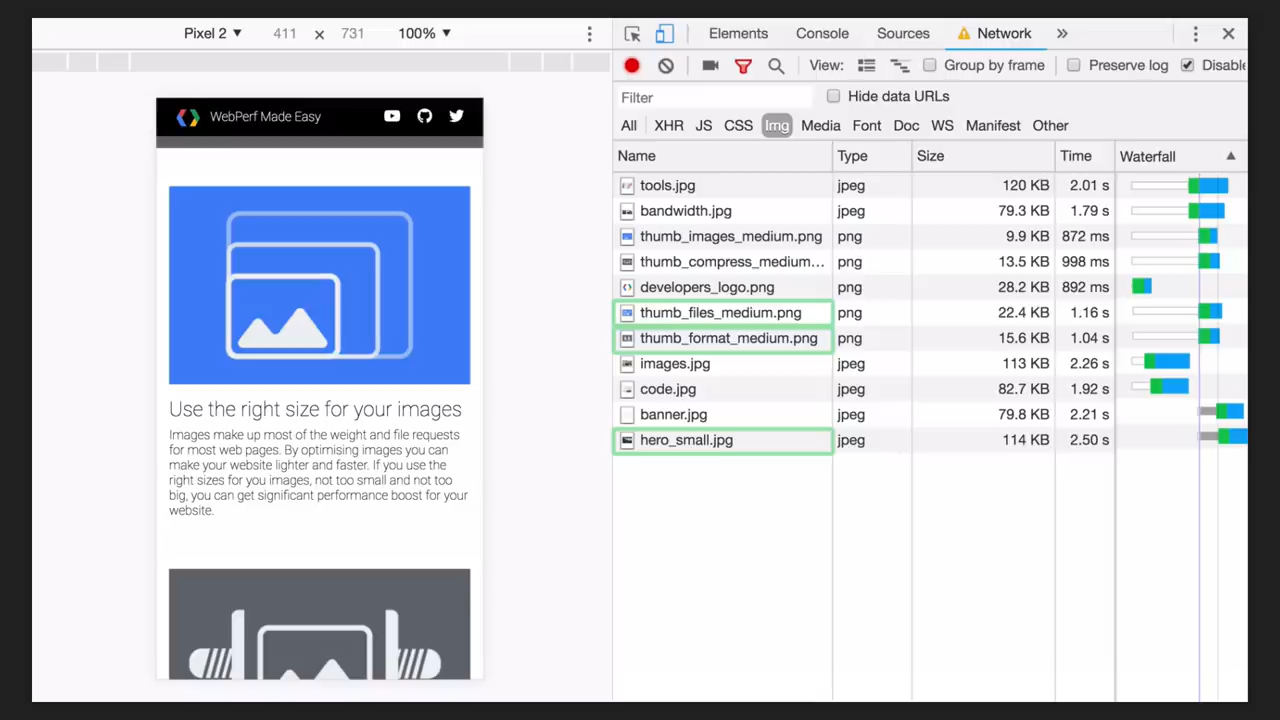 Pixel 2 ▼ 411 × 731 100% ▼
Elements Console Sources Network »
View: Group by frame Preserve log Disable
Filter Hide data URLs
All XHR JS CSS Img Media Font Doc WS Manifest Other
Name Type Size Time Waterfall ▲
tools.jpg jpeg 120 KB 2.01 s
bandwidth.jpg jpeg 79.3 KB 1.79 s
thumb_images_medium.png png 9.9 KB 872 ms
thumb_compress_medium… png 13.5 KB 998 ms
developers_logo.png png 28.2 KB 892 ms
thumb_files_medium.png png 22.4 KB 1.16 s
thumb_format_medium.png png 15.6 KB 1.04 s
images.jpg jpeg 113 KB 2.26 s
code.jpg jpeg 82.7 KB 1.92 s
banner.jpg jpeg 79.8 KB 2.21 s
hero_small.jpg jpeg 114 KB 2.50 s
WebPerf Made Easy
Use the right size for your images
Images make up most of the weight and file requests
for most web pages. By optimising images you can
make your website lighter and faster. If you use the
right sizes for you images, not too small and not too
big, you can get significant performance boost for your
website.